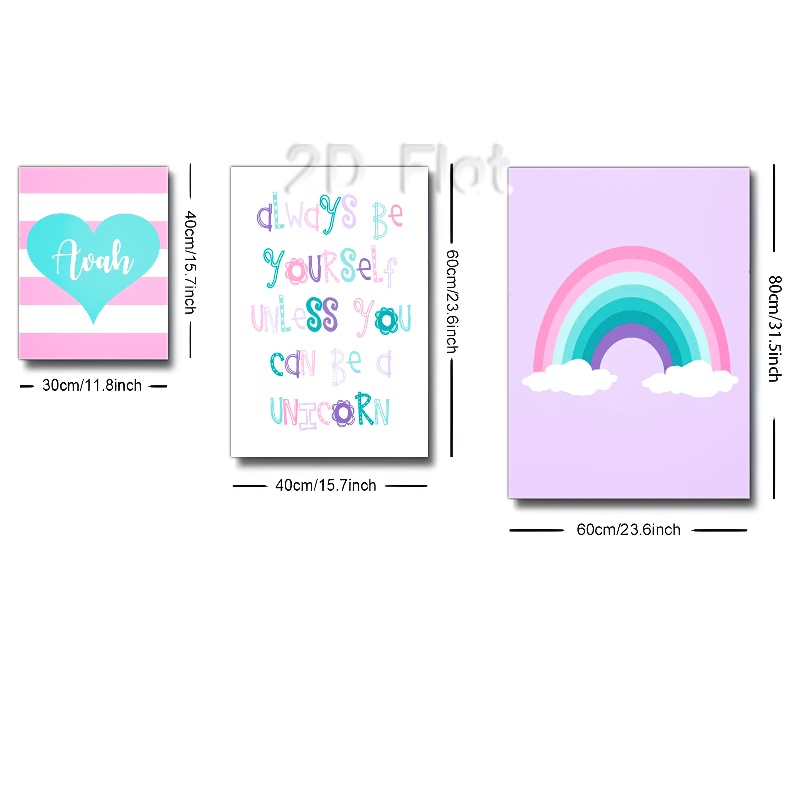 2D Flat
Avah
40cm/15.7inch
30cm/11.8inch
alwayS Be
YOURSelf
UNLeSS YOU
CaN Be a
UNICORN
60cm/23.6inch
40cm/15.7inch
80cm/31.5inch
60cm/23.6inch